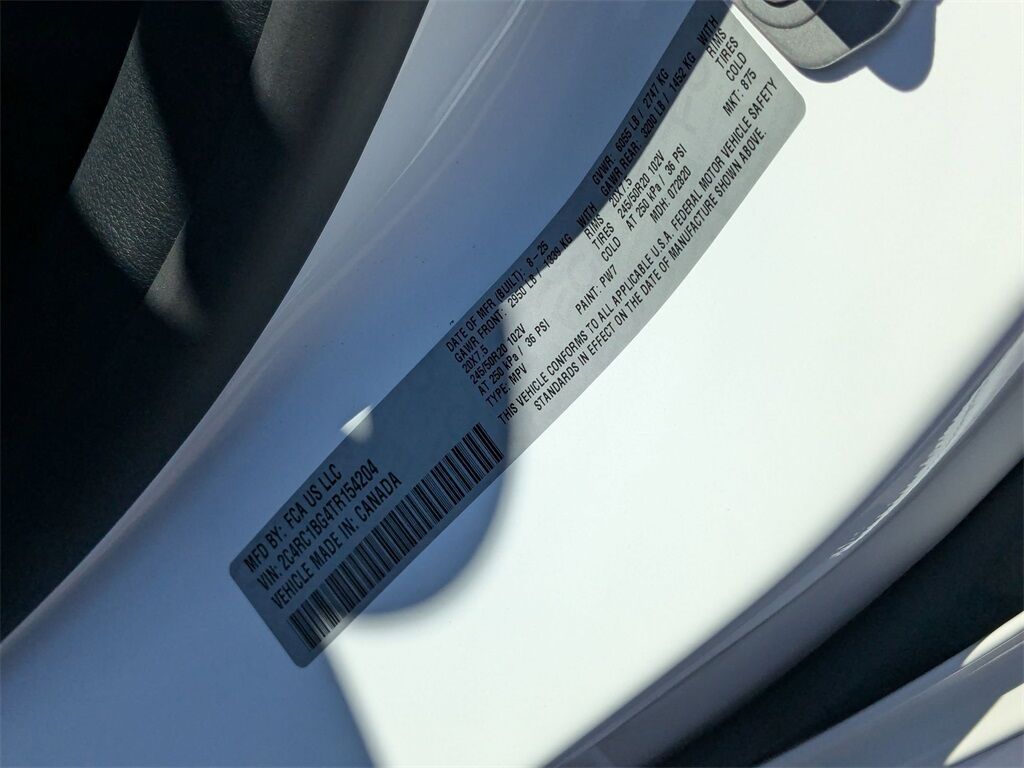 MFD BY: FCA US LLC
VIN: 2C4RC1BG4TR154204
VEHICLE MADE IN: CANADA
DATE OF MFR (BUILT): 8-25 GVWR: 6055 LB / 2747 KG
GAWR FRONT: 2950 LB / 1338 KG WITH GAWR REAR: 3200 LB / 1452 KG WITH
20X7.5 RIMS 20X7.5 RIMS
245/50R20 102V TIRES 245/50R20 102V TIRES
AT 250 kPa / 36 PSI COLD AT 250 kPa / 36 PSI COLD
TYPE: MPV PAINT: PW7 MDH: 072820 MKT: 875
THIS VEHICLE CONFORMS TO ALL APPLICABLE U.S.A. FEDERAL MOTOR VEHICLE SAFETY
STANDARDS IN EFFECT ON THE DATE OF MANUFACTURE SHOWN ABOVE.